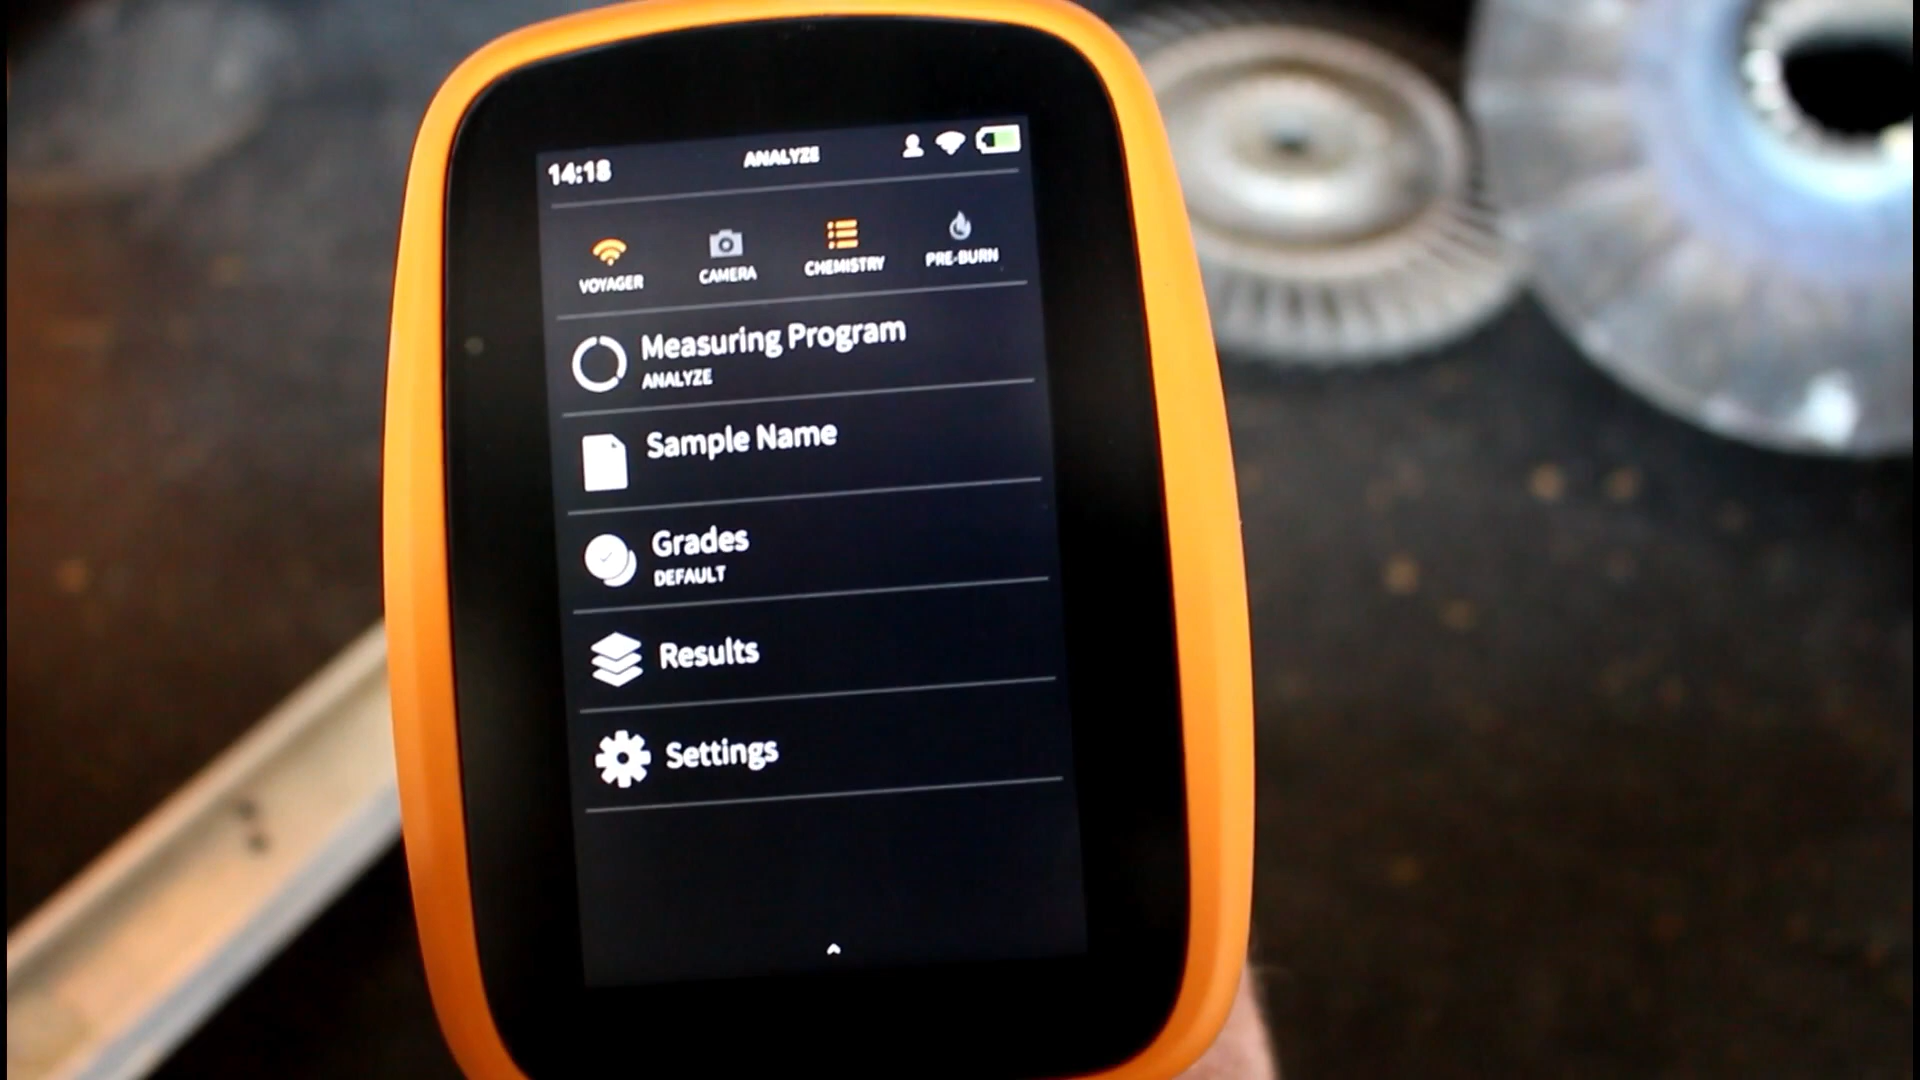 14:18 ANALYZE
VOYAGER CAMERA CHEMISTRY PRE-BURN
Measuring Program
ANALYZE
Sample Name
Grades
DEFAULT
Results
Settings